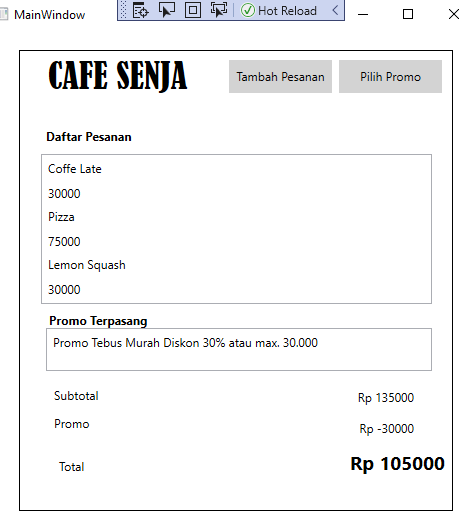 MainWindow
Hot Reload
CAFE SENJA
Tambah Pesanan
Pilih Promo
Daftar Pesanan
Coffe Late
30000
Pizza
75000
Lemon Squash
30000
Promo Terpasang
Promo Tebus Murah Diskon 30% atau max. 30.000
Subtotal
Rp 135000
Promo
Rp -30000
Total
Rp 105000